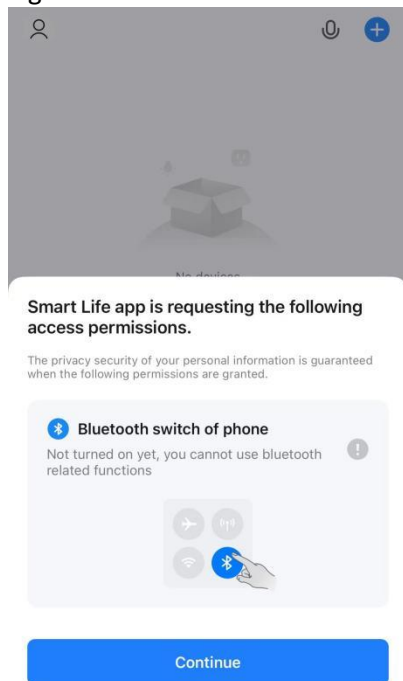 No devices
Smart Life app is requesting the following
access permissions.
The privacy security of your personal information is guaranteed
when the following permissions are granted.
Bluetooth switch of phone
Not turned on yet, you cannot use bluetooth
related functions
Continue